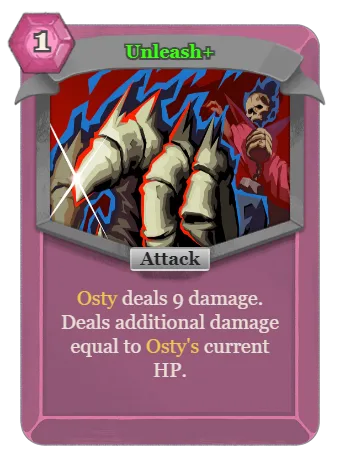 1
Unleash+
Attack
Osty deals 9 damage.
Deals additional damage
equal to Osty's current
HP.